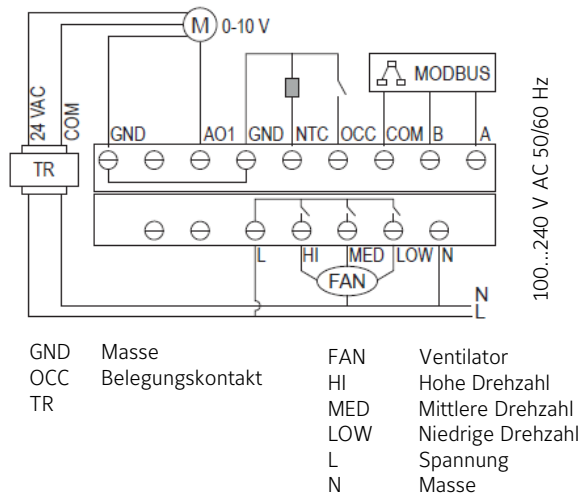 M 0-10 V
MODBUS
24 VAC
COM
GND AO1 GND NTC OCC COM B A
TR
100...240 V AC 50/60 Hz
L HI MED LOW N
FAN
N
L
GND Masse
OCC Belegungskontakt
TR
FAN Ventilator
HI Hohe Drehzahl
MED Mittlere Drehzahl
LOW Niedrige Drehzahl
L Spannung
N Masse